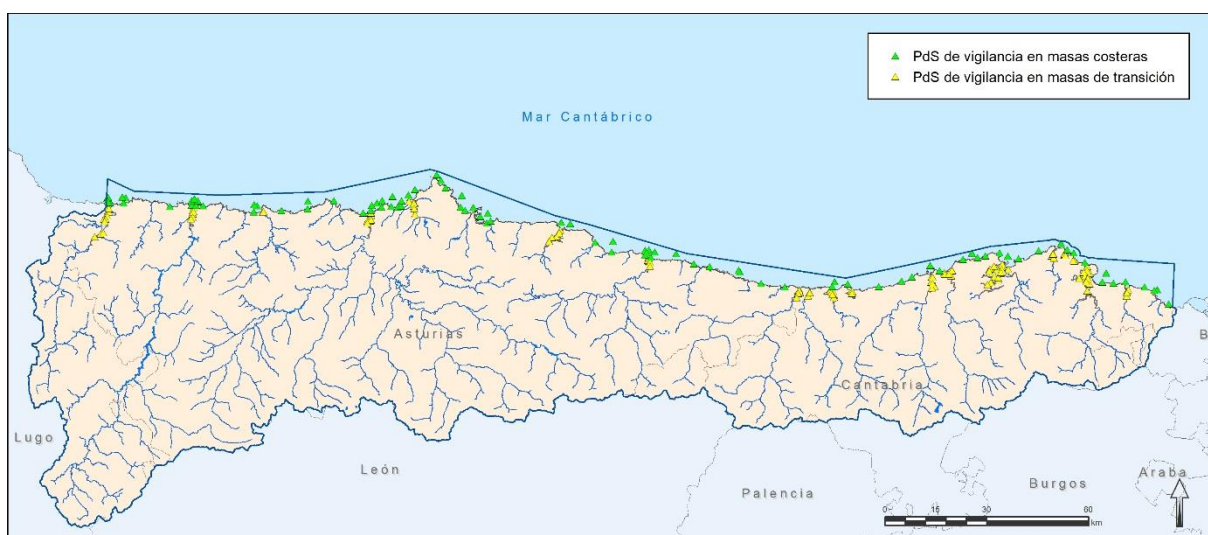 PdS de vigilancia en masas costeras
PdS de vigilancia en masas de transición
Mar Cantábrico
Asturias
B
Cantabria
Lugo
León
Araba
Burgos
Palencia
0 15 30 60
km